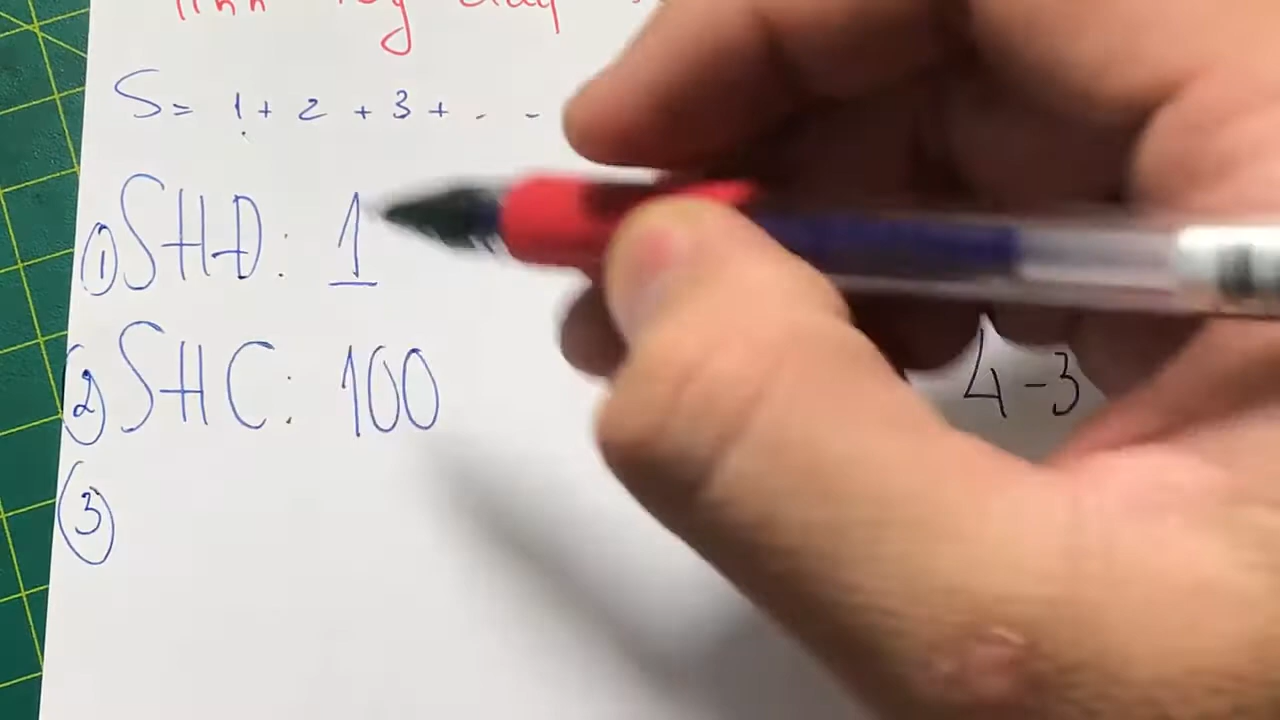 S = 1 + 2 + 3 + . . -
① SHĐ: 1
② SHC: 100
4-3
③